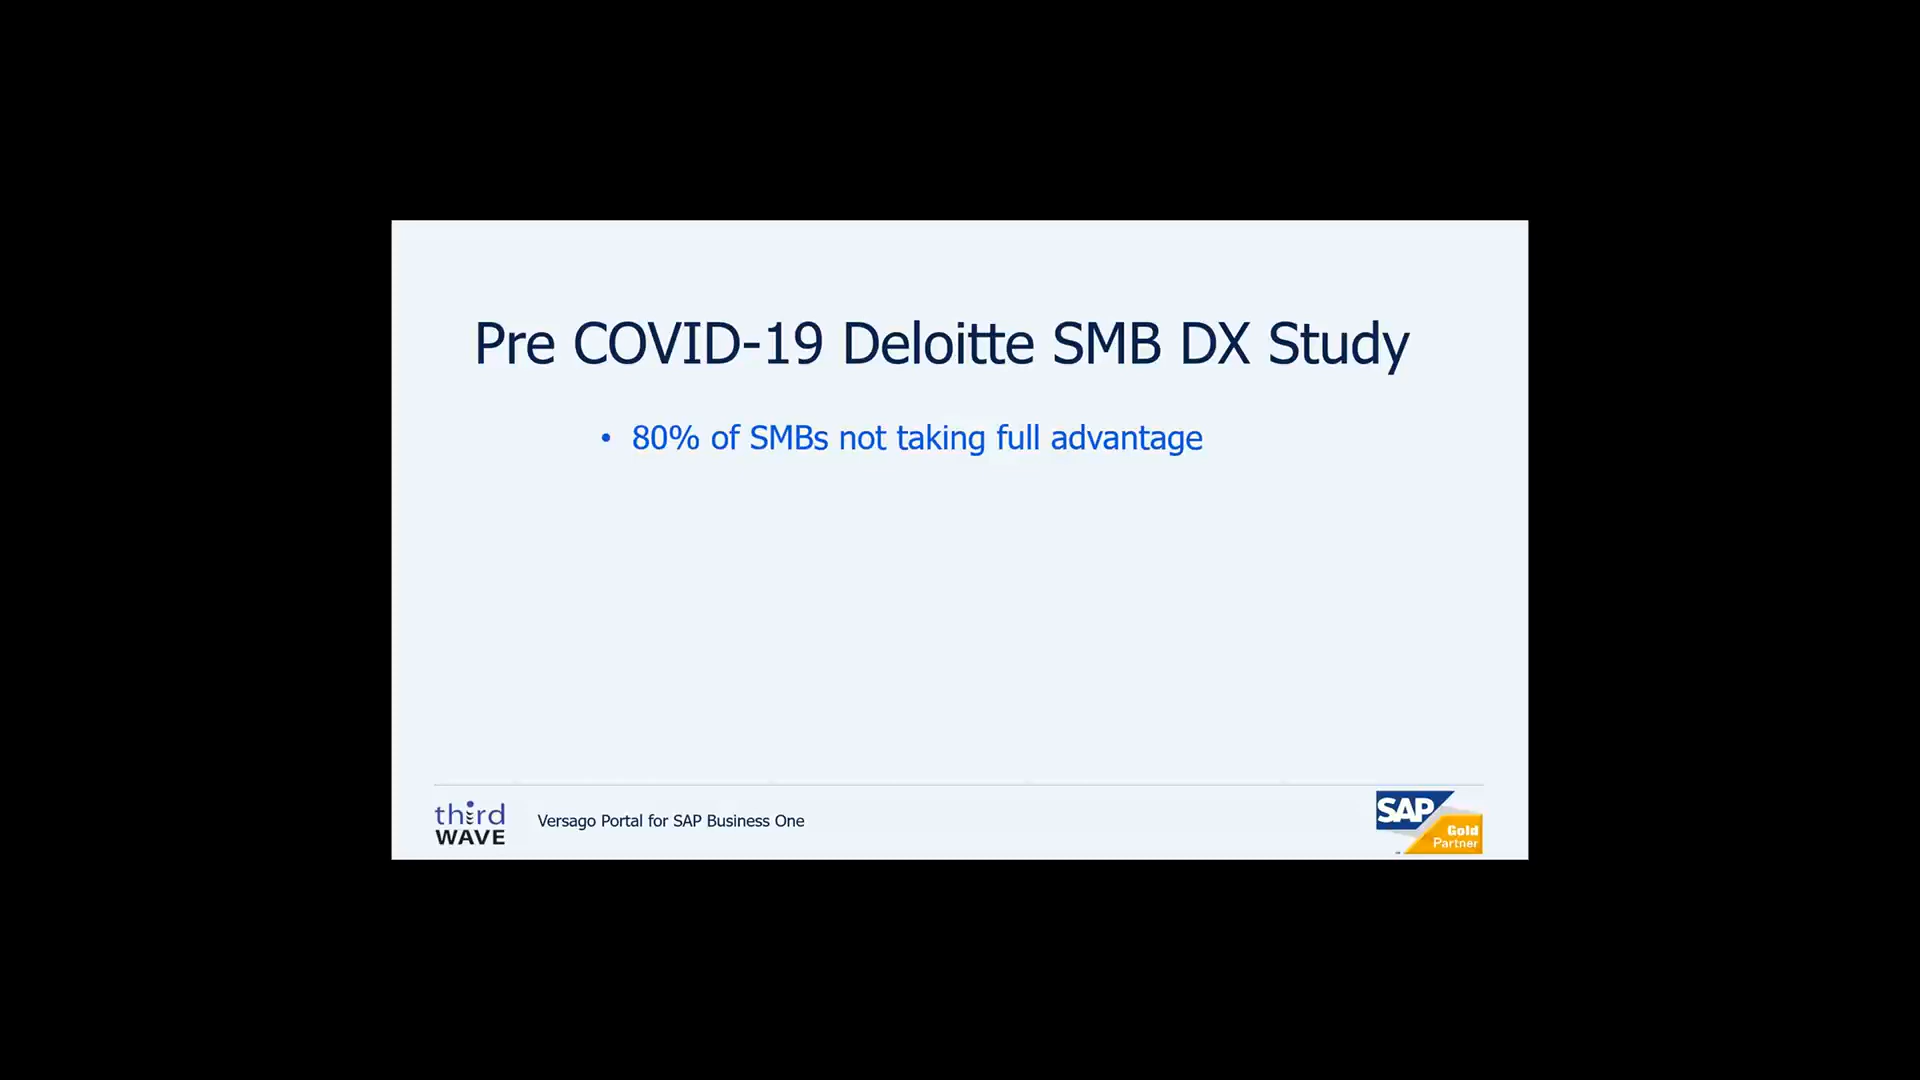 Pre COVID-19 Deloitte SMB DX Study
• 80% of SMBs not taking full advantage
third
WAVE
Versago Portal for SAP Business One
SAP
Gold
Partner